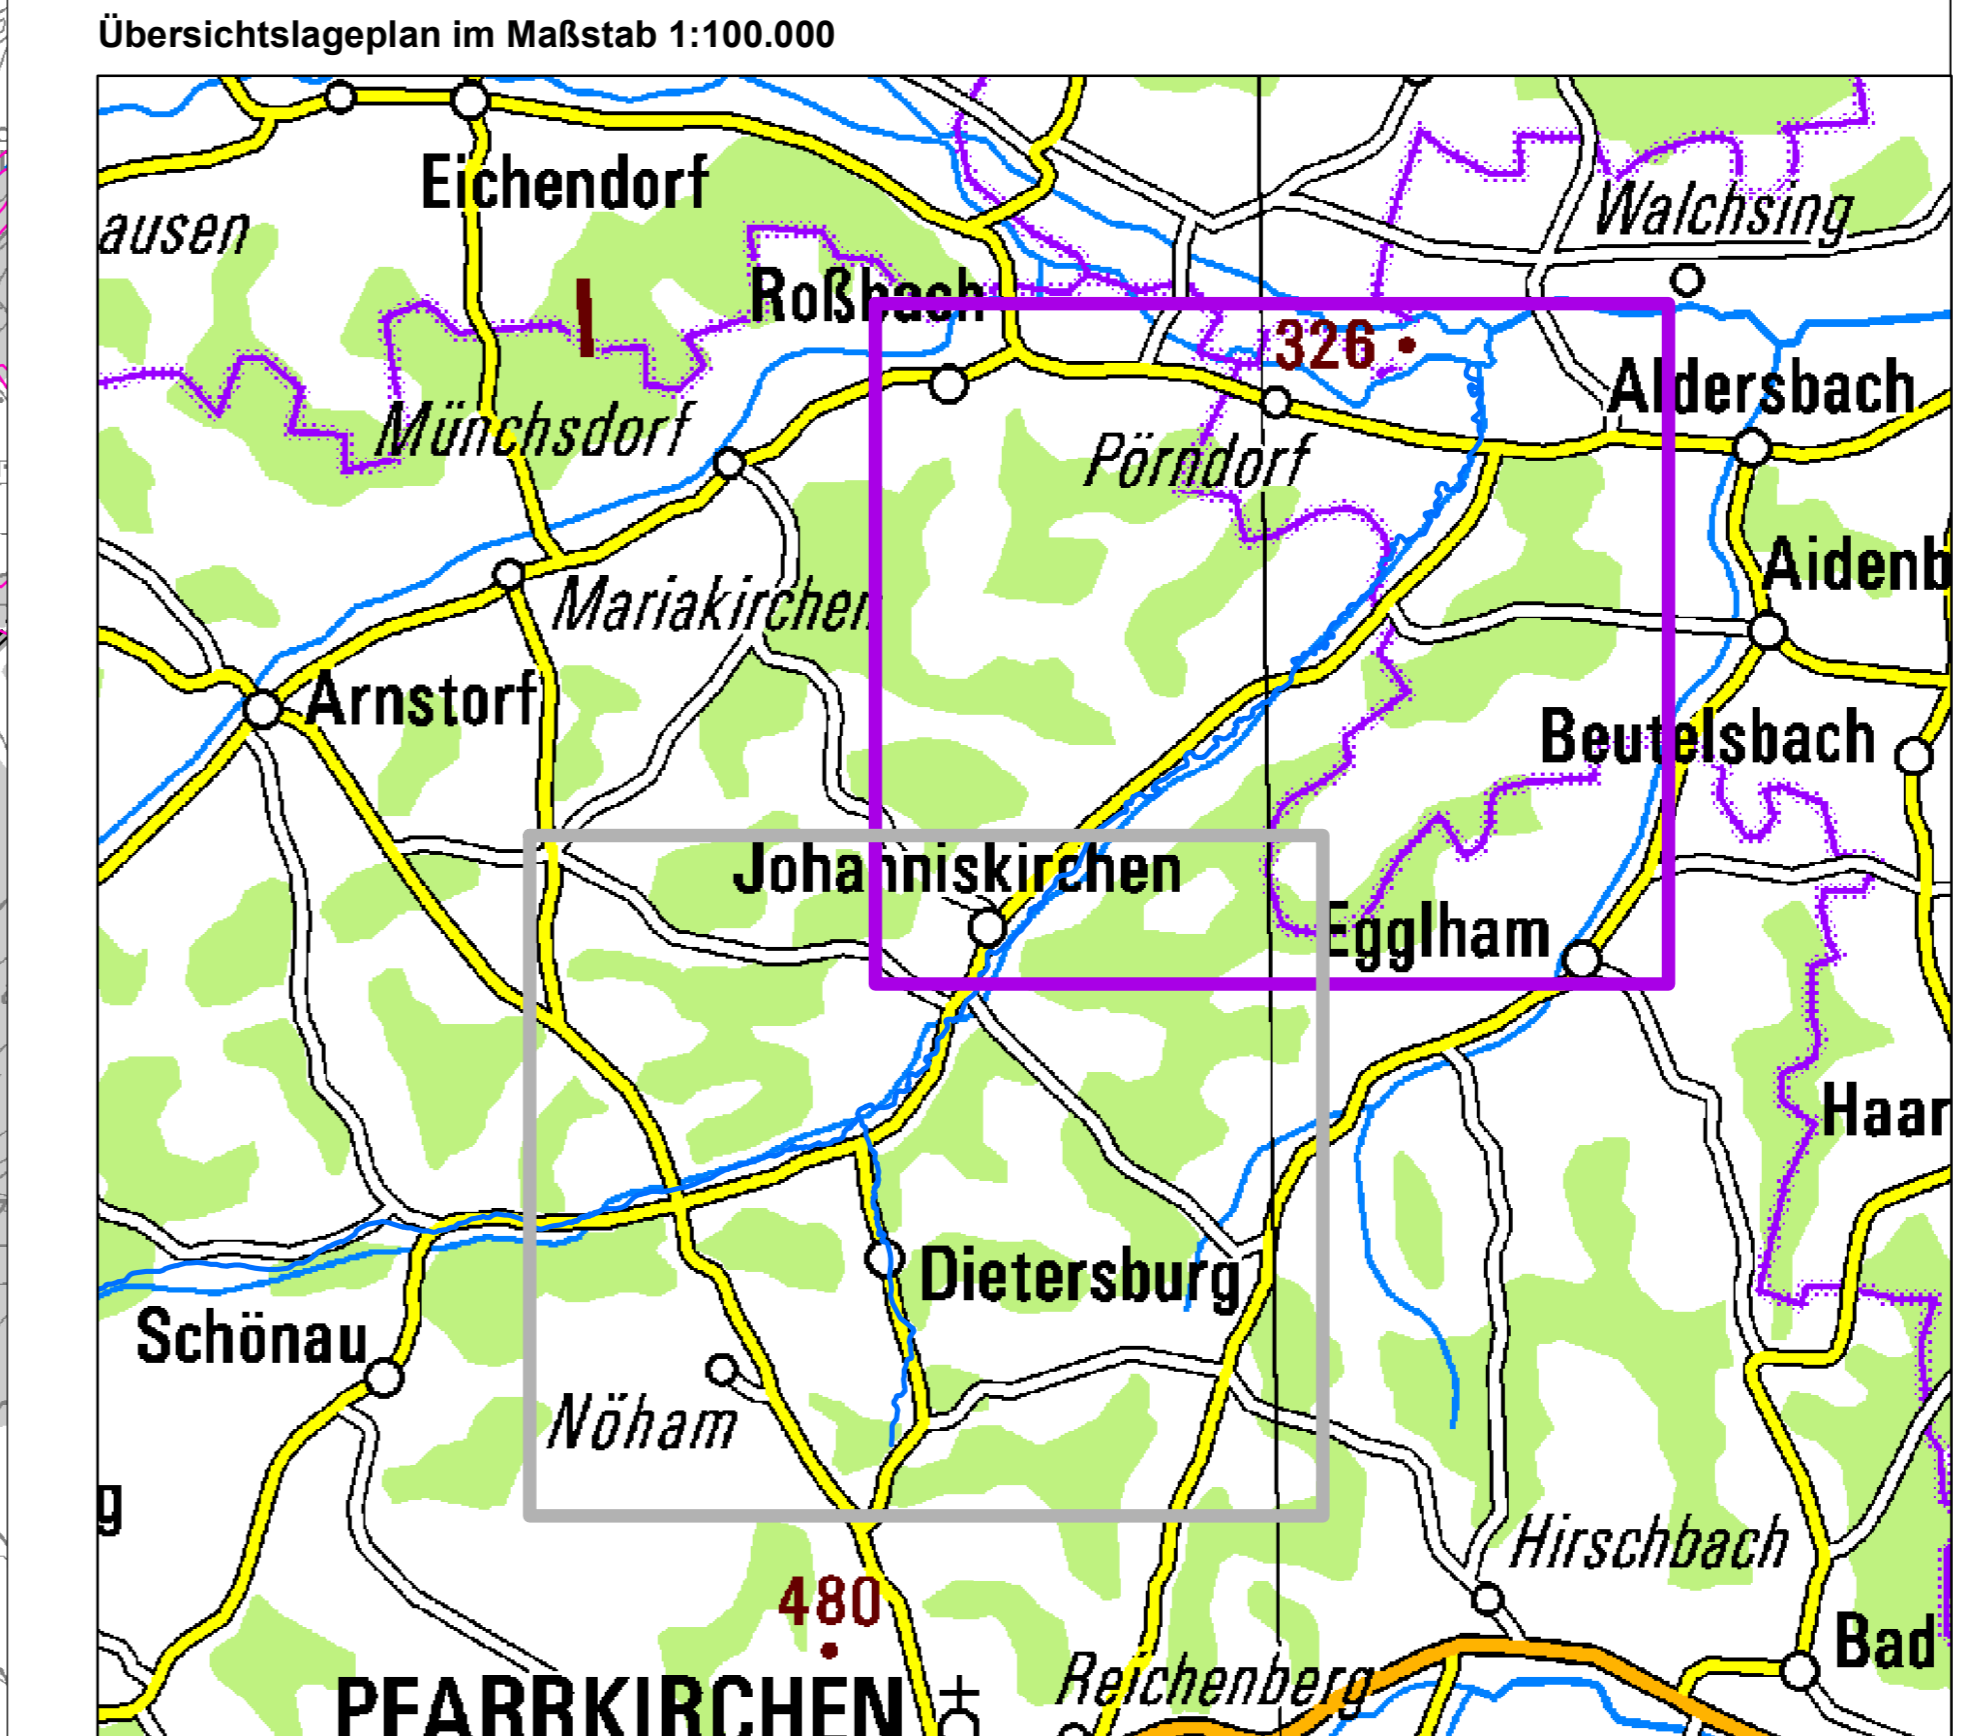 Übersichtslageplan im Maßstab 1:100.000
Eichendorf
ausen
Walchsing
Roßbach
326
Aldersbach
Münchsdorf
Pörndorf
Aidenb
Mariakirchen
Arnstorf
Beutelsbach
Johanniskirchen
Egglham
Haar
Dietersburg
Schönau
Nöham
g
Hirschbach
480
Bad
Reichenberg
PFARRKIRCHEN